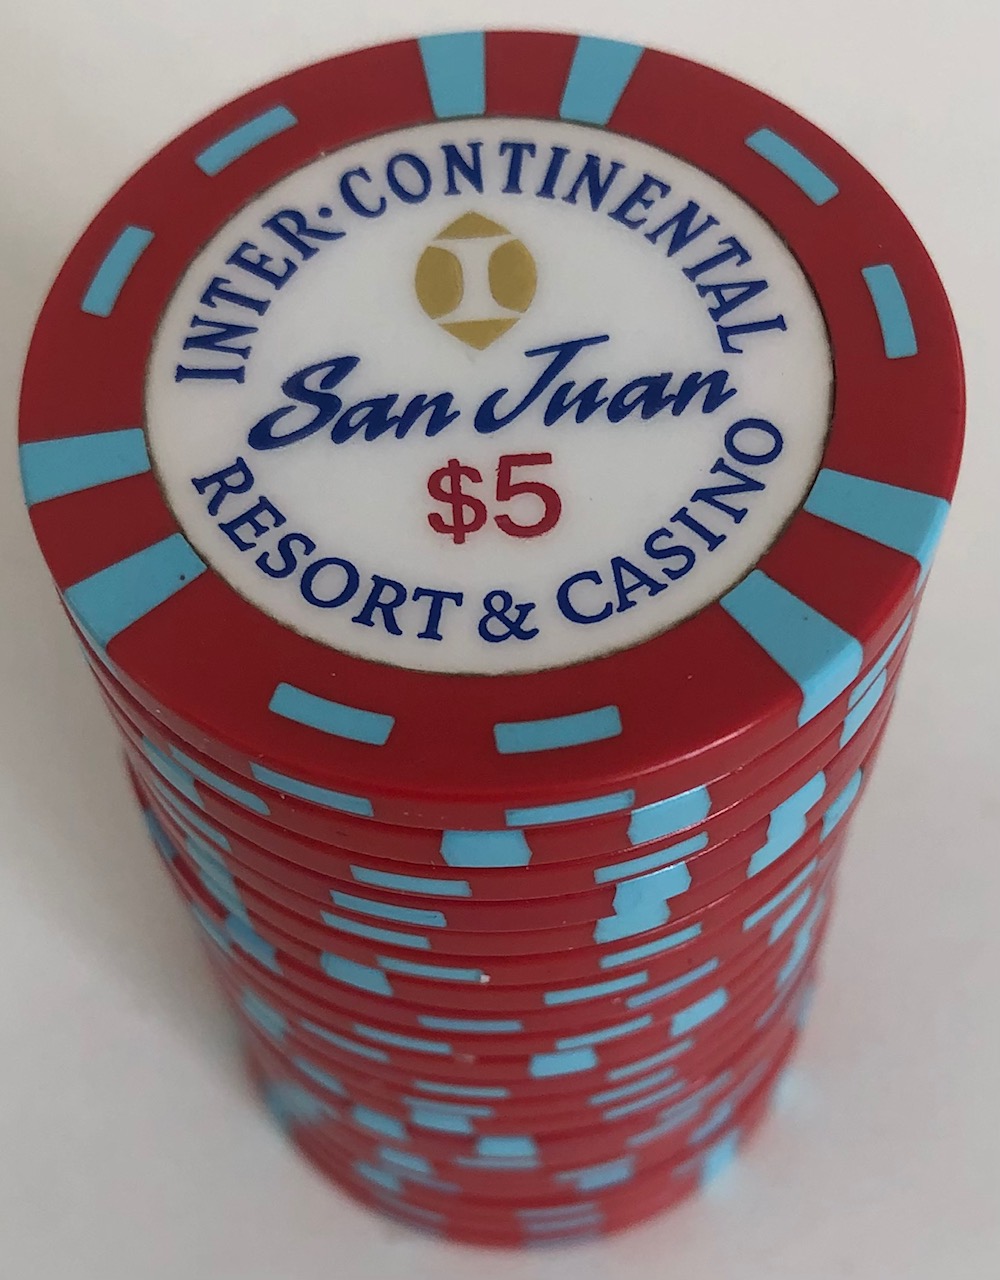 INTER·CONTINENTAL
San Juan
$5
RESORT & CASINO